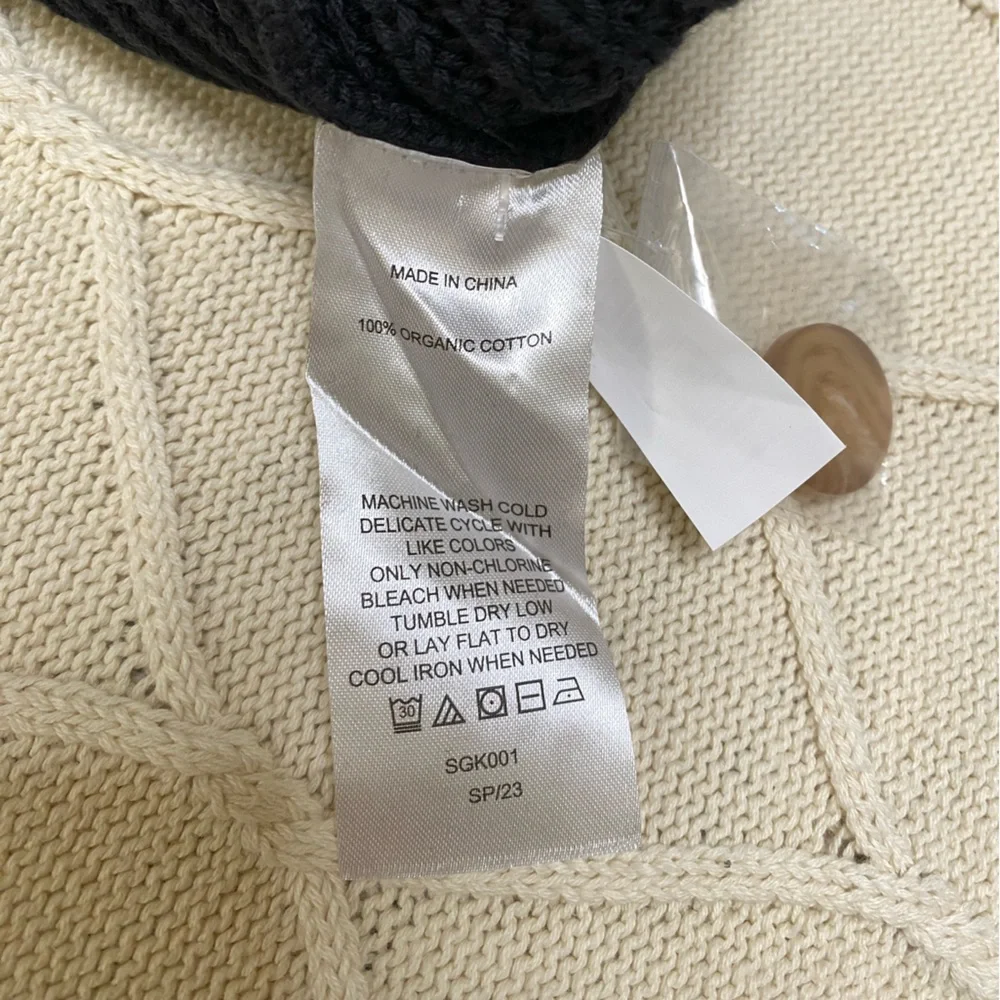 MADE IN CHINA
100% ORGANIC COTTON
MACHINE WASH COLD
DELICATE CYCLE WITH
LIKE COLORS
ONLY NON-CHLORINE
BLEACH WHEN NEEDED
TUMBLE DRY LOW
OR LAY FLAT TO DRY
COOL IRON WHEN NEEDED
30
SGK001
SP/23